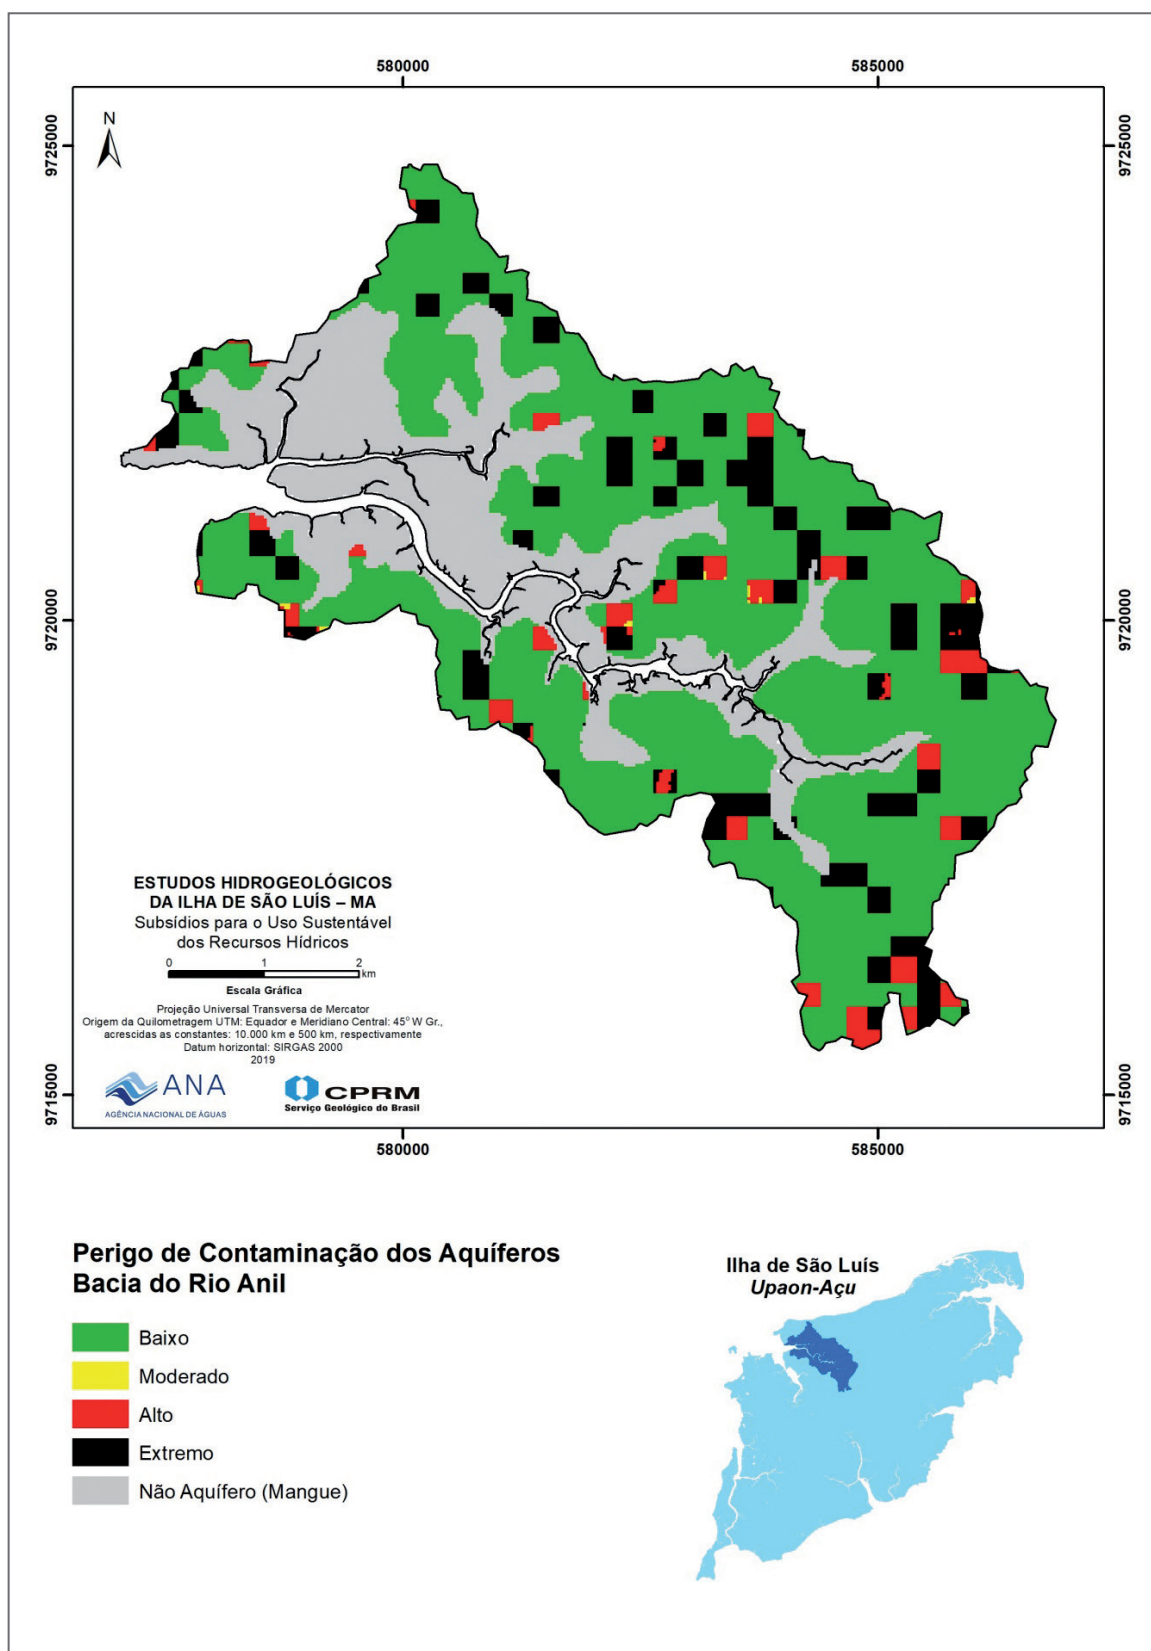 580000
585000
N
9725000
9725000
9720000
9720000
ESTUDOS HIDROGEOLÓGICOS
DA ILHA DE SÃO LUÍS – MA
Subsídios para o Uso Sustentável
dos Recursos Hídricos
0 1 2
km
Escala Gráfica
Projeção Universal Transversa de Mercator
Origem da Quilometragem UTM: Equador e Meridiano Central: 45° W Gr.,
acrescidas as constantes: 10.000 km e 500 km, respectivamente
Datum horizontal: SIRGAS 2000
2019
ANA
AGÊNCIA NACIONAL DE ÁGUAS
CPRM
Serviço Geológico do Brasil
9715000
9715000
580000
585000
Perigo de Contaminação dos Aquíferos
Bacia do Rio Anil
Baixo
Moderado
Alto
Extremo
Não Aquífero (Mangue)
Ilha de São Luís
Upaon-Açu